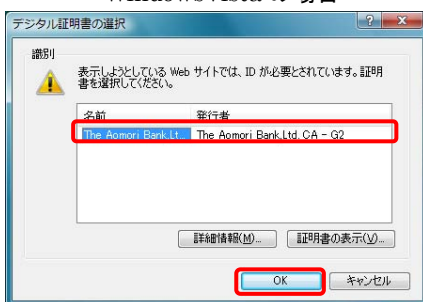 デジタル証明書の選択
識別
表示しようとしている Web サイトでは、ID が必要とされています。証明
書を選択してください。
名前 発行者
The Aomori Bank,Lt... The Aomori Bank,Ltd. CA - G2
詳細情報(M)... 証明書の表示(V)...
OK キャンセル